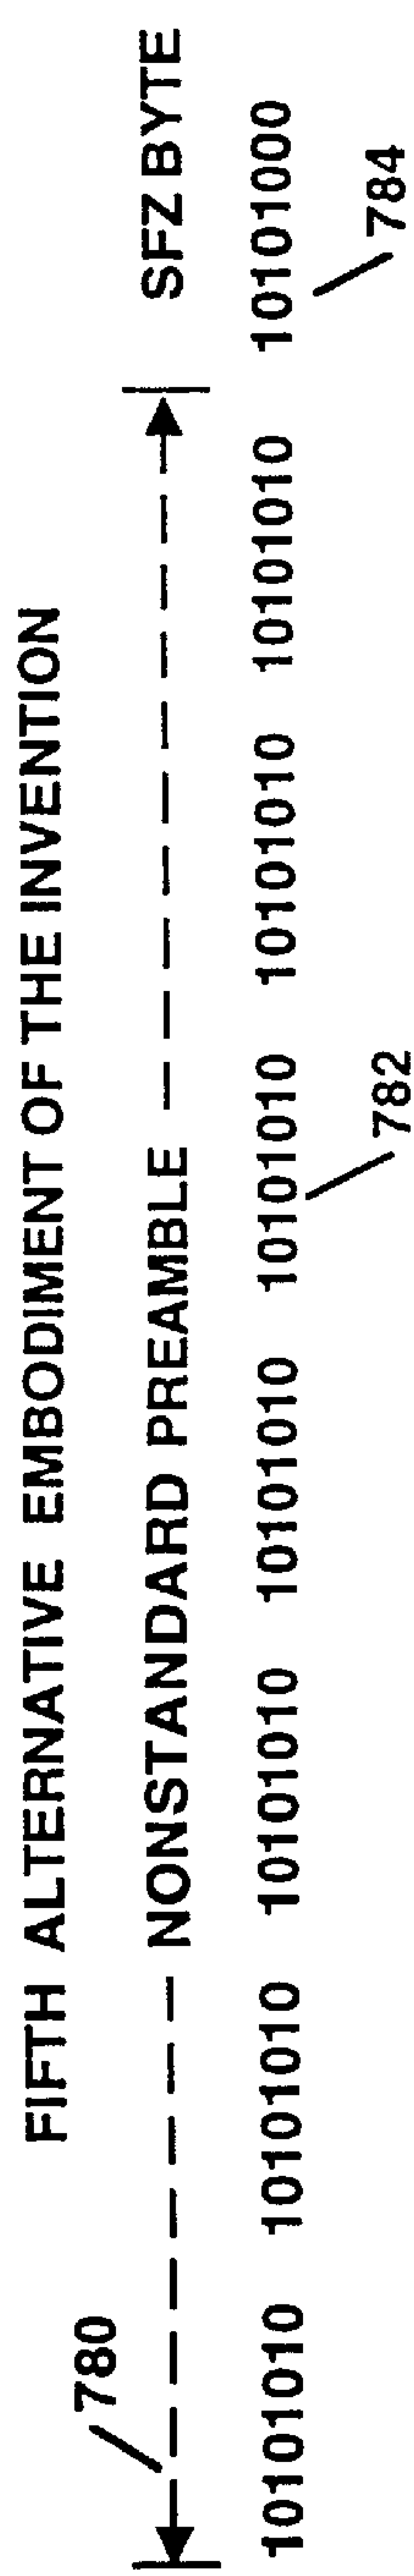 FIFTH ALTERNATIVE EMBODIMENT OF THE INVENTION
780
NONSTANDARD PREAMBLE SFZ BYTE
10101010 10101010 10101010 10101010 10101010 10101010 10101010 10101000
782 784